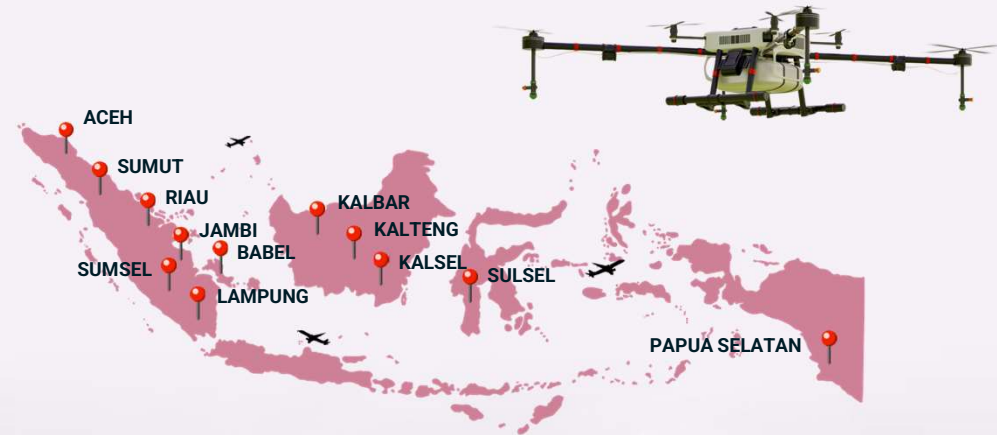 ACEH
SUMUT
RIAU
KALBAR
JAMBI
KALTENG
BABEL
SUMSEL
KALSEL
SULSEL
LAMPUNG
PAPUA SELATAN